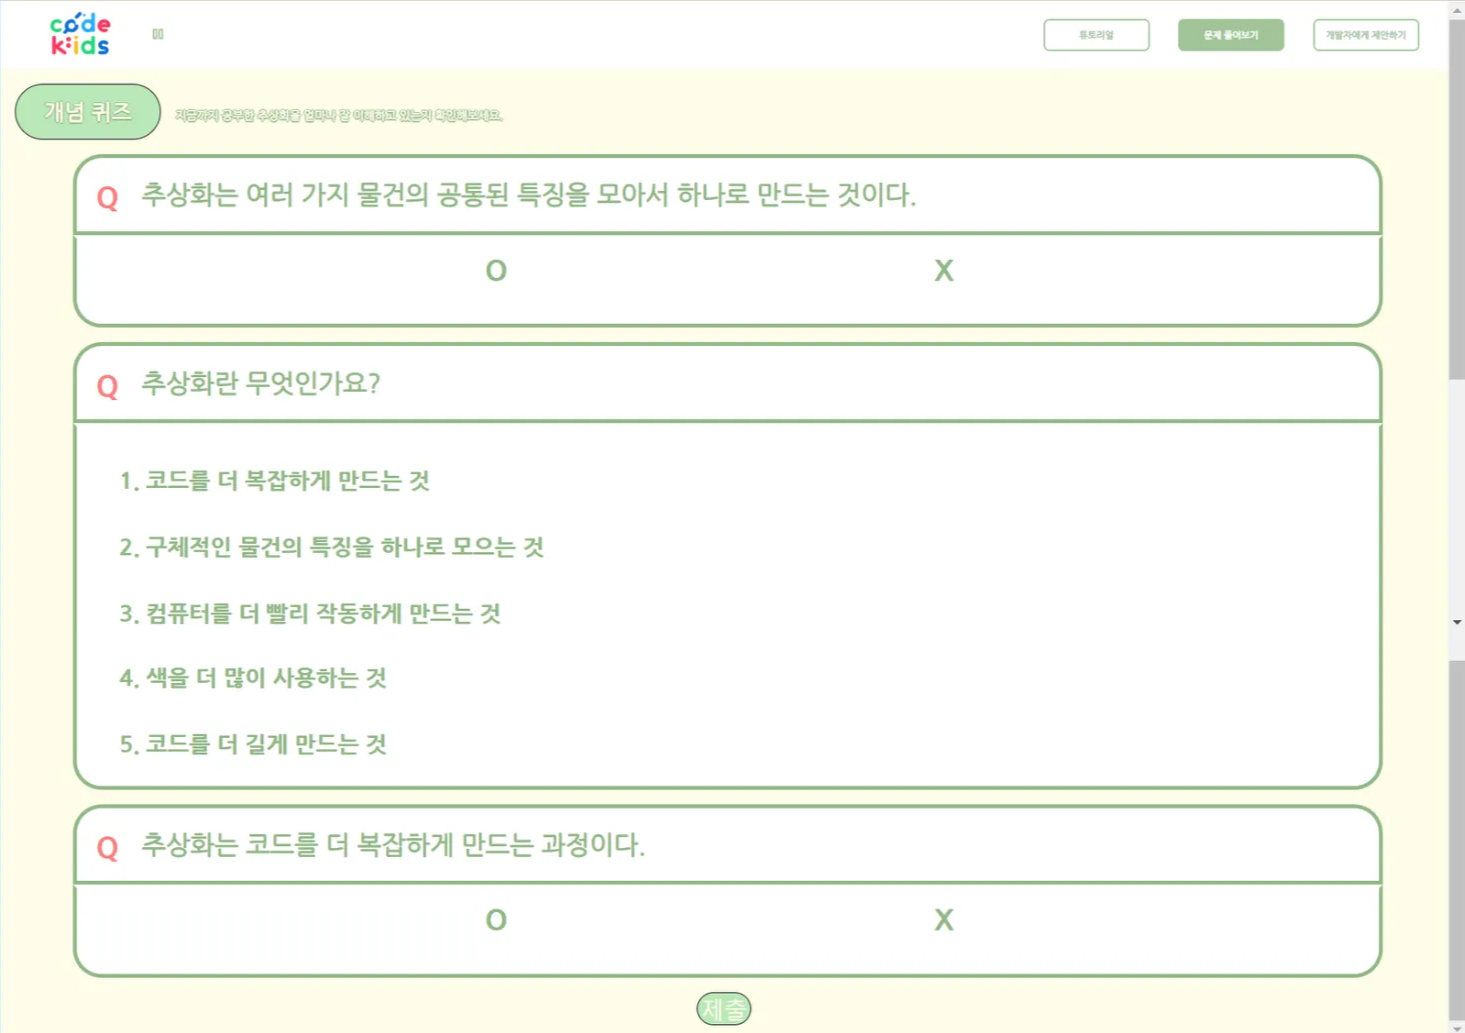 code
kids
튜토리얼
문제 풀어보기
개발자에게 제안하기
개념 퀴즈
지금까지 공부한 추상화을 얼마나 잘 이해하고 있는지 확인해보세요.
Q 추상화는 여러 가지 물건의 공통된 특징을 모아서 하나로 만드는 것이다.
O X
Q 추상화란 무엇인가요?
1. 코드를 더 복잡하게 만드는 것
2. 구체적인 물건의 특징을 하나로 모으는 것
3. 컴퓨터를 더 빨리 작동하게 만드는 것
4. 색을 더 많이 사용하는 것
5. 코드를 더 길게 만드는 것
Q 추상화는 코드를 더 복잡하게 만드는 과정이다.
O X
제출